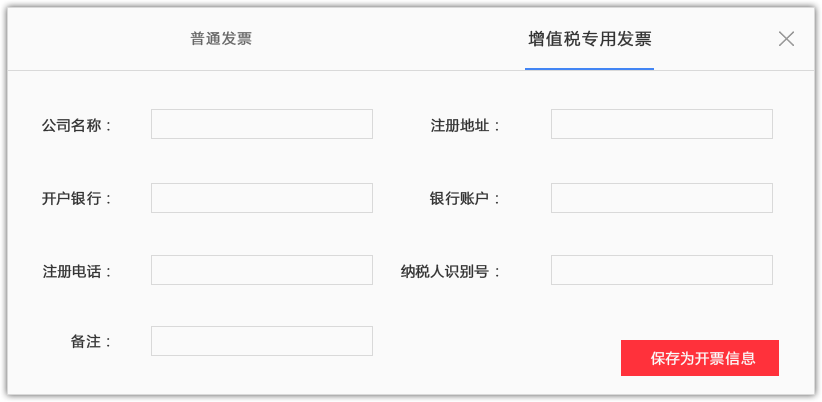 普通发票 增值税专用发票
公司名称： 注册地址：
开户银行： 银行账户：
注册电话： 纳税人识别号：
备注：
保存为开票信息